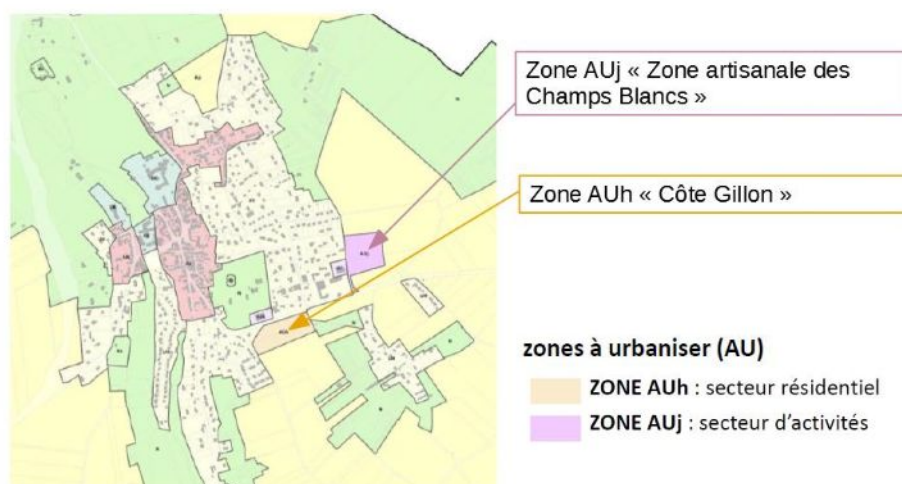 Zone AUj « Zone artisanale des
Champs Blancs »
Zone AUh « Côte Gillon »
zones à urbaniser (AU)
ZONE AUh : secteur résidentiel
ZONE AUj : secteur d’activités